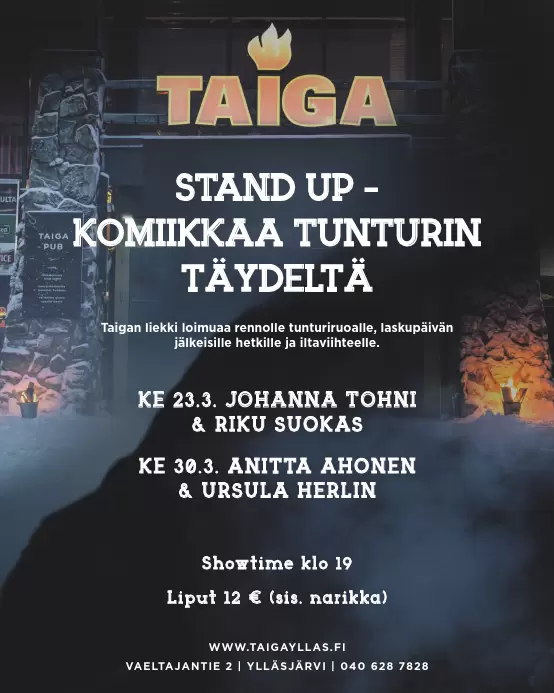 TAIGA
STAND UP -
KOMIIKKAA TUNTURIN
TÄYDELTÄ
TAIGA
PUB
Taigan liekki loimuaa rennolle tunturiruoalle, laskupäivän
jälkeisille hetkille ja iltaviihteelle.
KE 23.3. JOHANNA TOHNI
& RIKU SUOKAS
KE 30.3. ANITTA AHONEN
& URSULA HERLIN
Showtime klo 19
Liput 12 € (sis. narikka)
WWW.TAIGAYLLAS.FI
VAELTAJANTIE 2 | YLLÄSJÄRVI | 040 628 7828